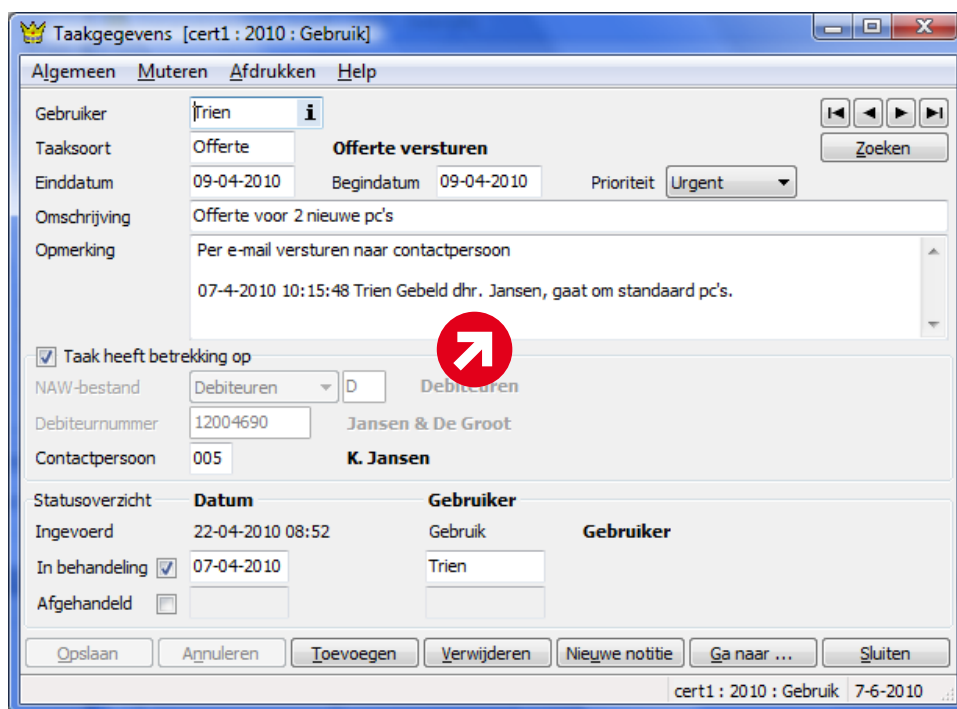 Taakgegevens [cert1 : 2010 : Gebruik]
Algemeen Muteren Afdrukken Help
Gebruiker Trien i
Taaksoort Offerte Offerte versturen Zoeken
Einddatum 09-04-2010 Begindatum 09-04-2010 Prioriteit Urgent
Omschrijving Offerte voor 2 nieuwe pc's
Opmerking Per e-mail versturen naar contactpersoon
07-4-2010 10:15:48 Trien Gebeld dhr. Jansen, gaat om standaard pc's.
Taak heeft betrekking op
NAW-bestand Debiteuren D Debiteuren
Debiteurnummer 12004690 Jansen & De Groot
Contactpersoon 005 K. Jansen
Statusoverzicht Datum Gebruiker
Ingevoerd 22-04-2010 08:52 Gebruik Gebruiker
In behandeling 07-04-2010 Trien
Afgehandeld
Opslaan Annuleren Toevoegen Verwijderen Nieuwe notitie Ga naar ... Sluiten
cert1 : 2010 : Gebruik 7-6-2010